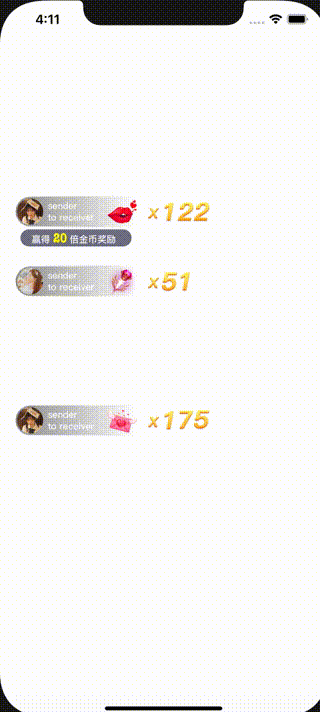 4:11
sender
to receiver
x122
赢得 20 倍金币奖励
sender
to receiver
x51
sender
to receiver
x175